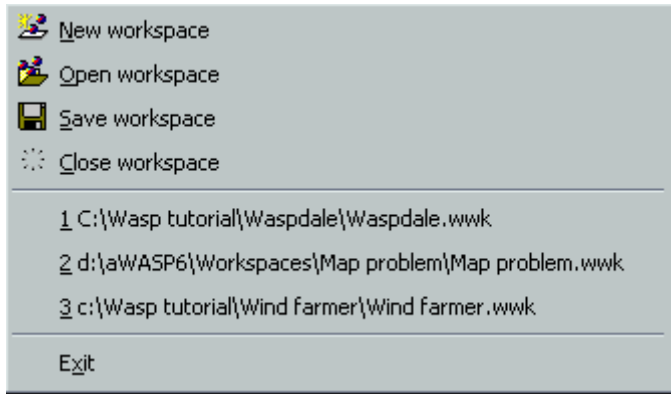 New workspace
Open workspace
Save workspace
Close workspace
1 C:\Wasp tutorial\Waspdale\Waspdale.wwk
2 d:\aWASP6\Workspaces\Map problem\Map problem.wwk
3 c:\Wasp tutorial\Wind farmer\Wind farmer.wwk
Exit